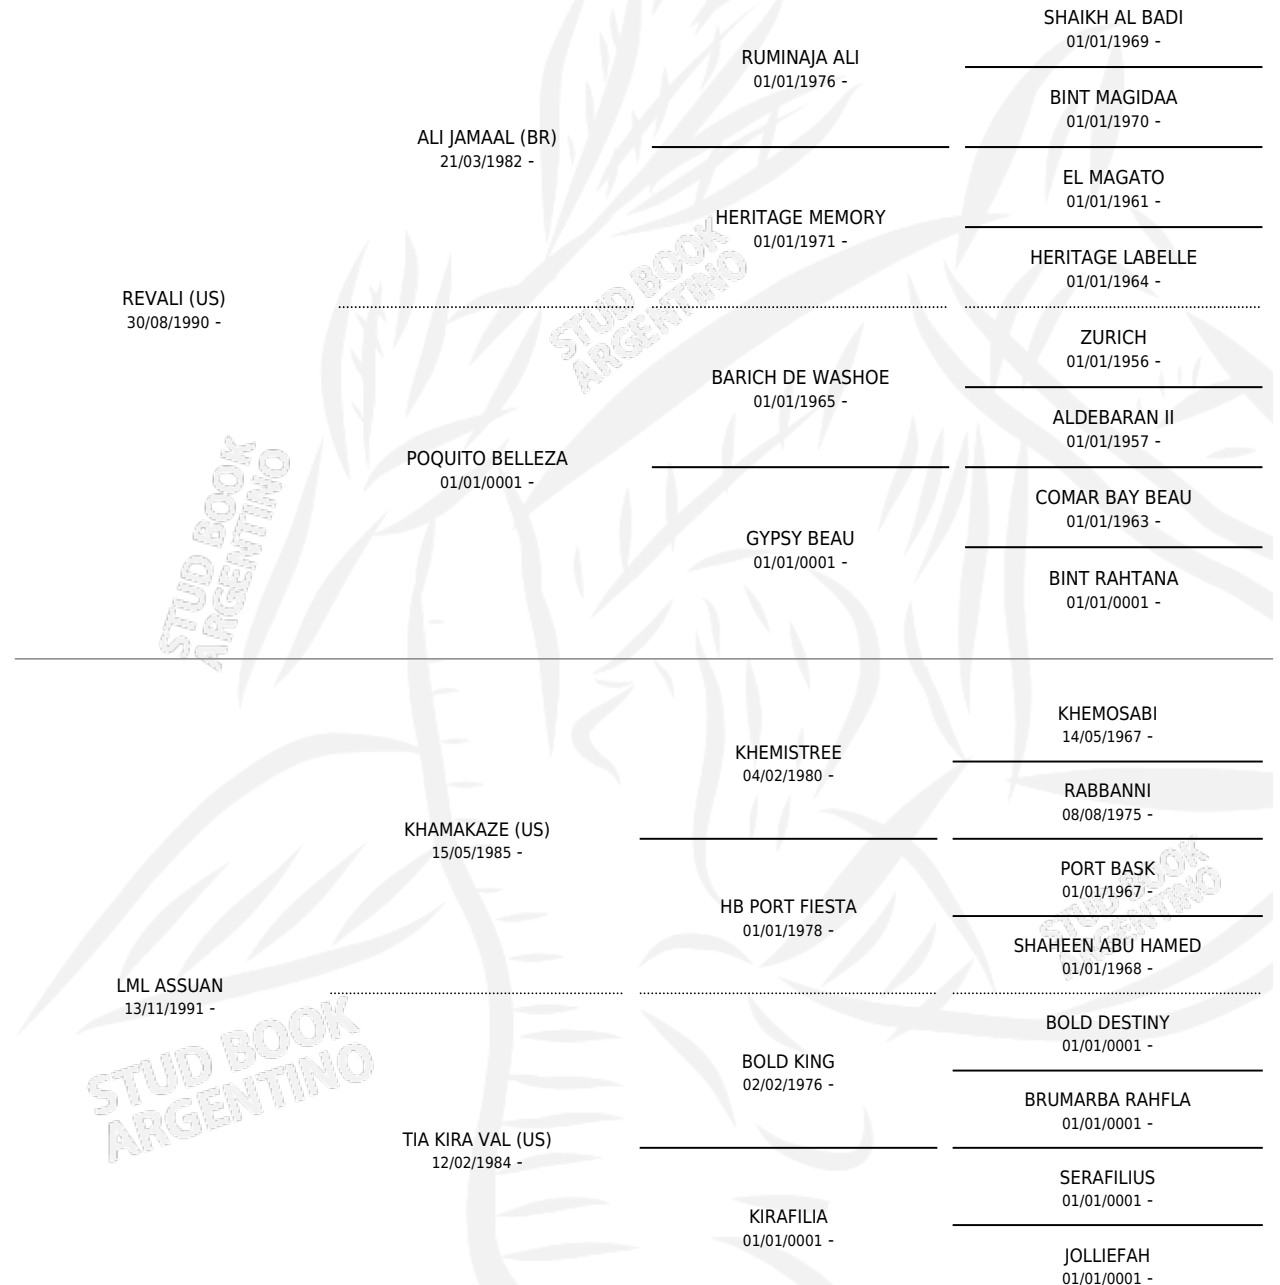 SHAIKH AL BADI
01/01/1969 -
RUMINAJA ALI
01/01/1976 -
BINT MAGIDAA
01/01/1970 -
ALI JAMAAL (BR)
21/03/1982 -
EL MAGATO
01/01/1961 -
HERITAGE MEMORY
01/01/1971 -
HERITAGE LABELLE
01/01/1964 -
REVALI (US)
30/08/1990 -
ZURICH
01/01/1956 -
BARICH DE WASHOE
01/01/1965 -
ALDEBARAN II
01/01/1957 -
POQUITO BELLEZA
01/01/0001 -
COMAR BAY BEAU
01/01/1963 -
GYPSY BEAU
01/01/0001 -
BINT RAHTANA
01/01/0001 -
KHEMOSABI
14/05/1967 -
KHEMISTREE
04/02/1980 -
RABBANNI
08/08/1975 -
KHAMAKAZE (US)
15/05/1985 -
PORT BASK
01/01/1967 -
HB PORT FIESTA
01/01/1978 -
SHAHEEN ABU HAMED
01/01/1968 -
LML ASSUAN
13/11/1991 -
BOLD DESTINY
01/01/0001 -
BOLD KING
02/02/1976 -
BRUMARBA RAHFLA
01/01/0001 -
TIA KIRA VAL (US)
12/02/1984 -
SERAFILIUS
01/01/0001 -
KIRAFILIA
01/01/0001 -
JOLLIEFAH
01/01/0001 -
STUD BOOK
ARGENTINO
STUD BOOK
ARGENTINO
STUD BOOK
ARGENTINO
STUD BOOK
ARGENTINO